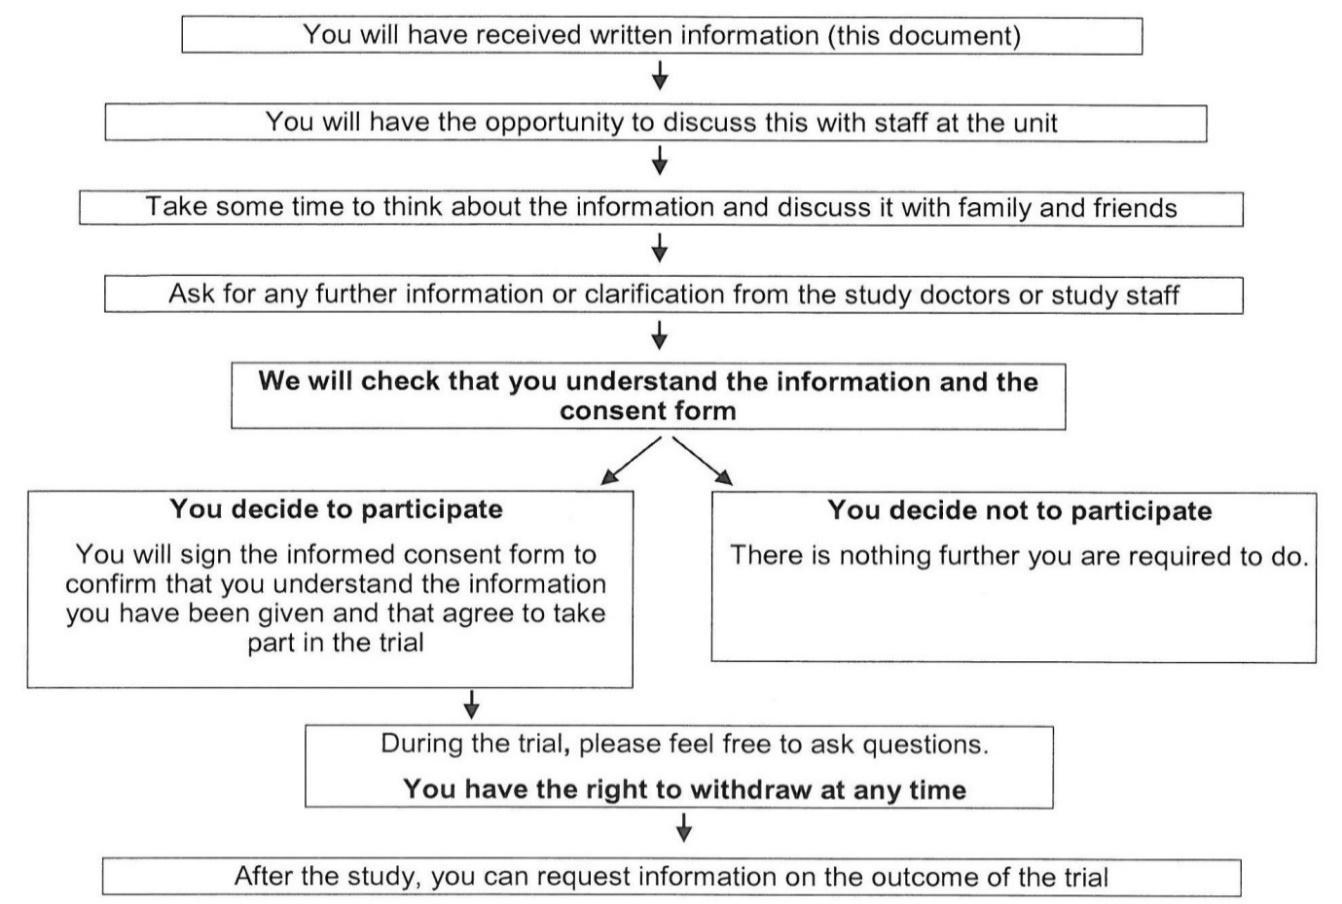 You will have received written information (this document)
You will have the opportunity to discuss this with staff at the unit
Take some time to think about the information and discuss it with family and friends
Ask for any further information or clarification from the study doctors or study staff
We will check that you understand the information and the
consent form
You decide to participate
You will sign the informed consent form to
confirm that you understand the information
you have been given and that agree to take
part in the trial
You decide not to participate
There is nothing further you are required to do.
During the trial, please feel free to ask questions.
You have the right to withdraw at any time
After the study, you can request information on the outcome of the trial